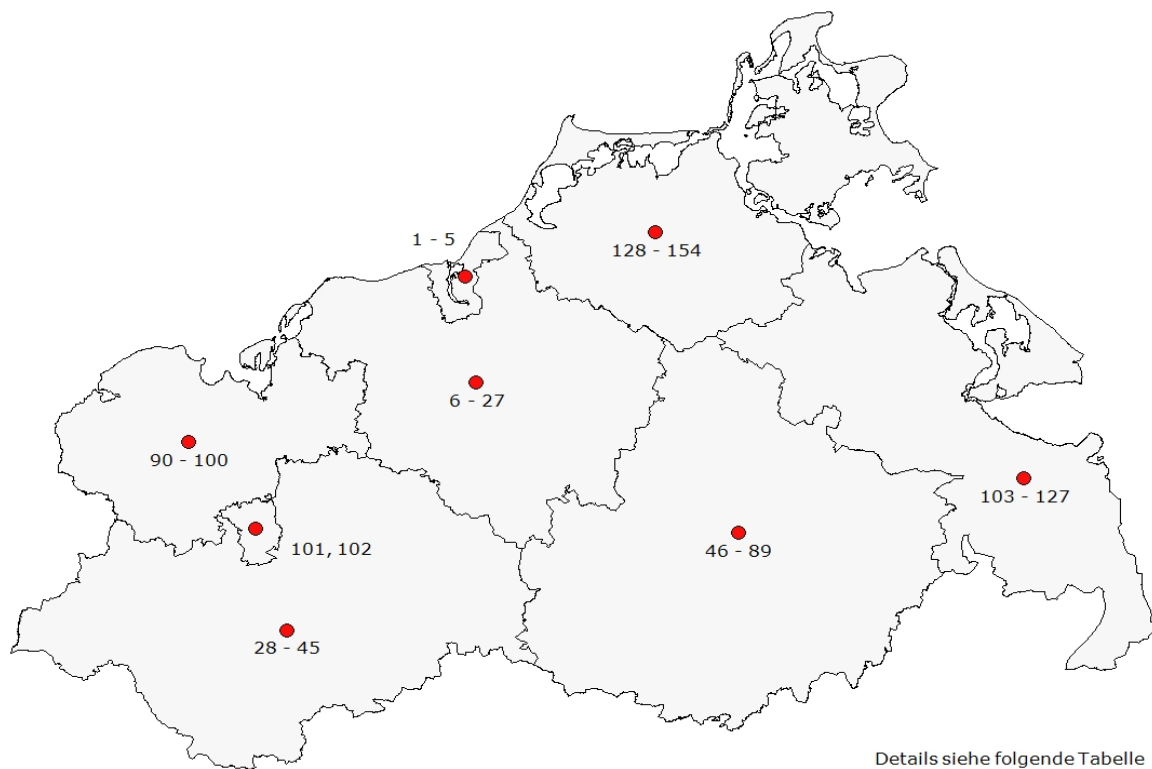 1 - 5
128 - 154
6 - 27
90 - 100
103 - 127
101, 102
46 - 89
28 - 45
Details siehe folgende Tabelle